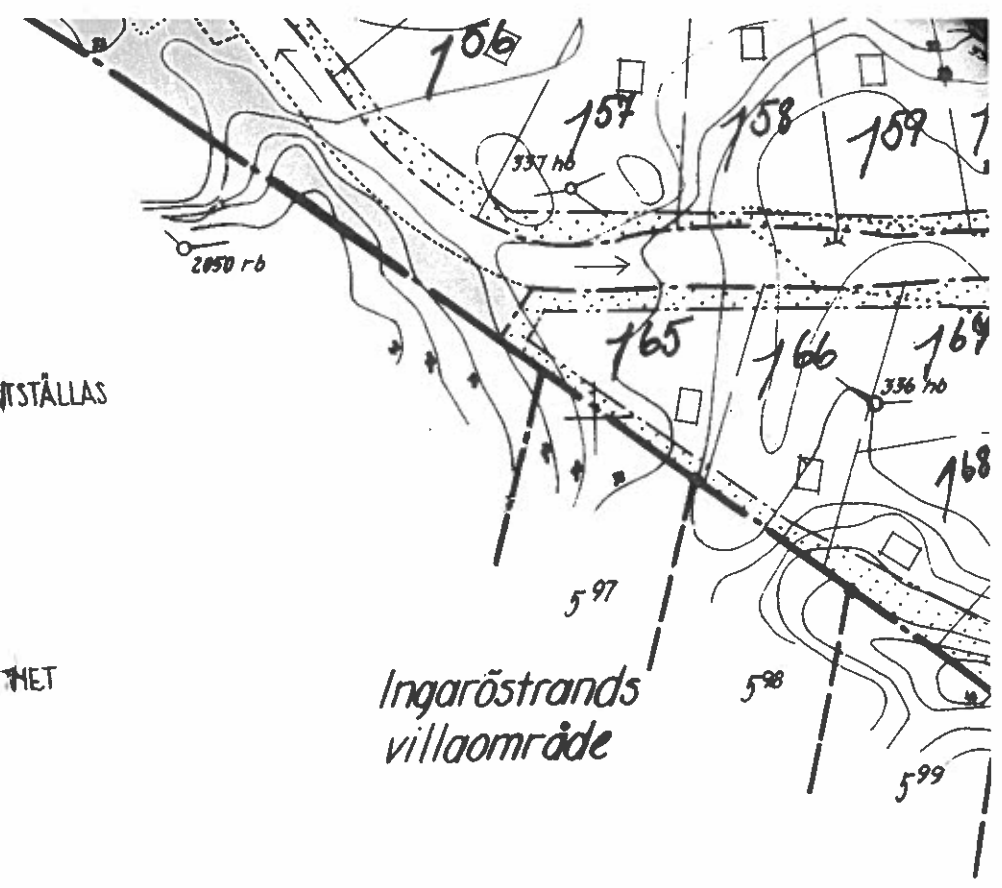 1⁵⁶
1⁵⁷
1⁵⁸
1⁵⁹
337 hb
2050 rb
1⁶⁵
1⁶⁶
1⁶⁷
336 hb
TSTÄLLAS
1⁶⁸
5⁹⁷
HET
Ingaröstrands
villaområde
5⁹⁸
5⁹⁹